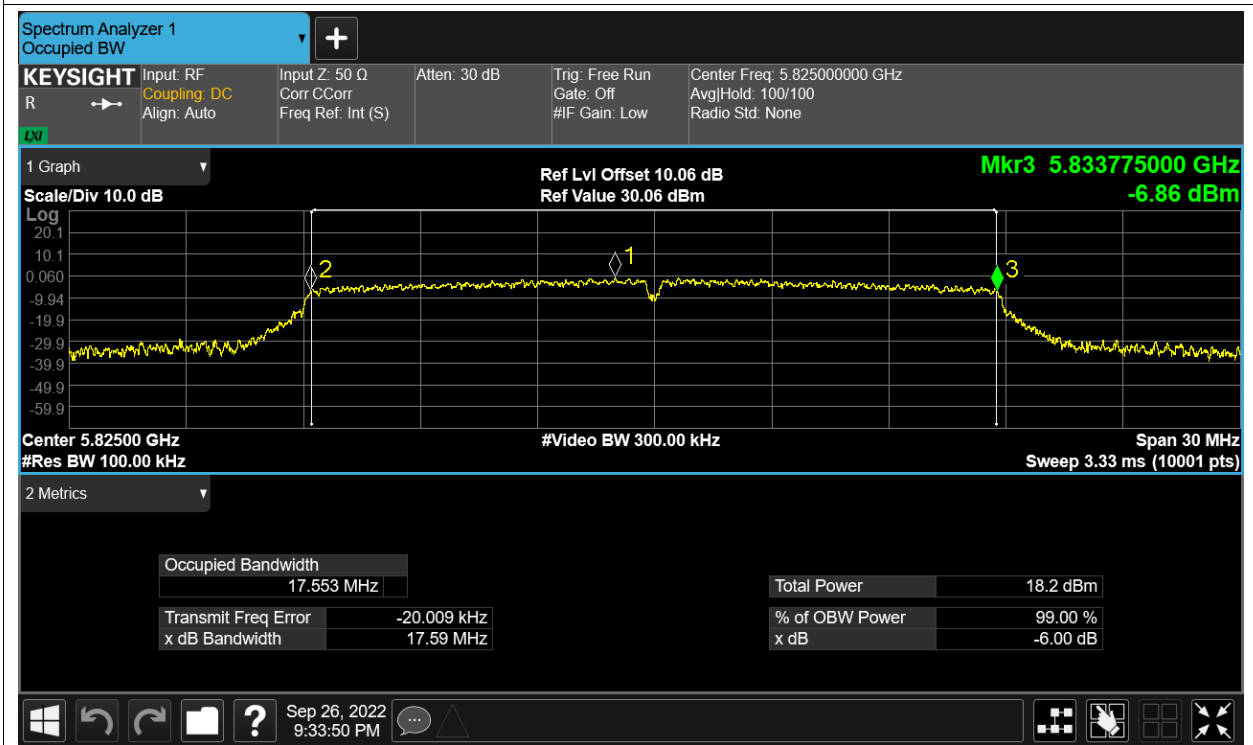 Spectrum Analyzer 1
Occupied BW
KEYSIGHT
R
LXI
Input: RF
Coupling: DC
Align: Auto
Input Z: 50 Ω
Corr CCorr
Freq Ref: Int (S)
Atten: 30 dB
Trig: Free Run
Gate: Off
#IF Gain: Low
Center Freq: 5.825000000 GHz
Avg|Hold: 100/100
Radio Std: None
1 Graph
Scale/Div 10.0 dB
Ref Lvl Offset 10.06 dB
Ref Value 30.06 dBm
Mkr3 5.833775000 GHz
-6.86 dBm
Log
20.1
10.1
0.060
-9.94
-19.9
-29.9
-39.9
-49.9
-59.9
2
1
3
Center 5.82500 GHz
#Video BW 300.00 kHz
Span 30 MHz
#Res BW 100.00 kHz
Sweep 3.33 ms (10001 pts)
2 Metrics
Occupied Bandwidth
17.553 MHz
Total Power 18.2 dBm
Transmit Freq Error -20.009 kHz
% of OBW Power 99.00 %
x dB Bandwidth 17.59 MHz
x dB -6.00 dB
?
Sep 26, 2022
9:33:50 PM